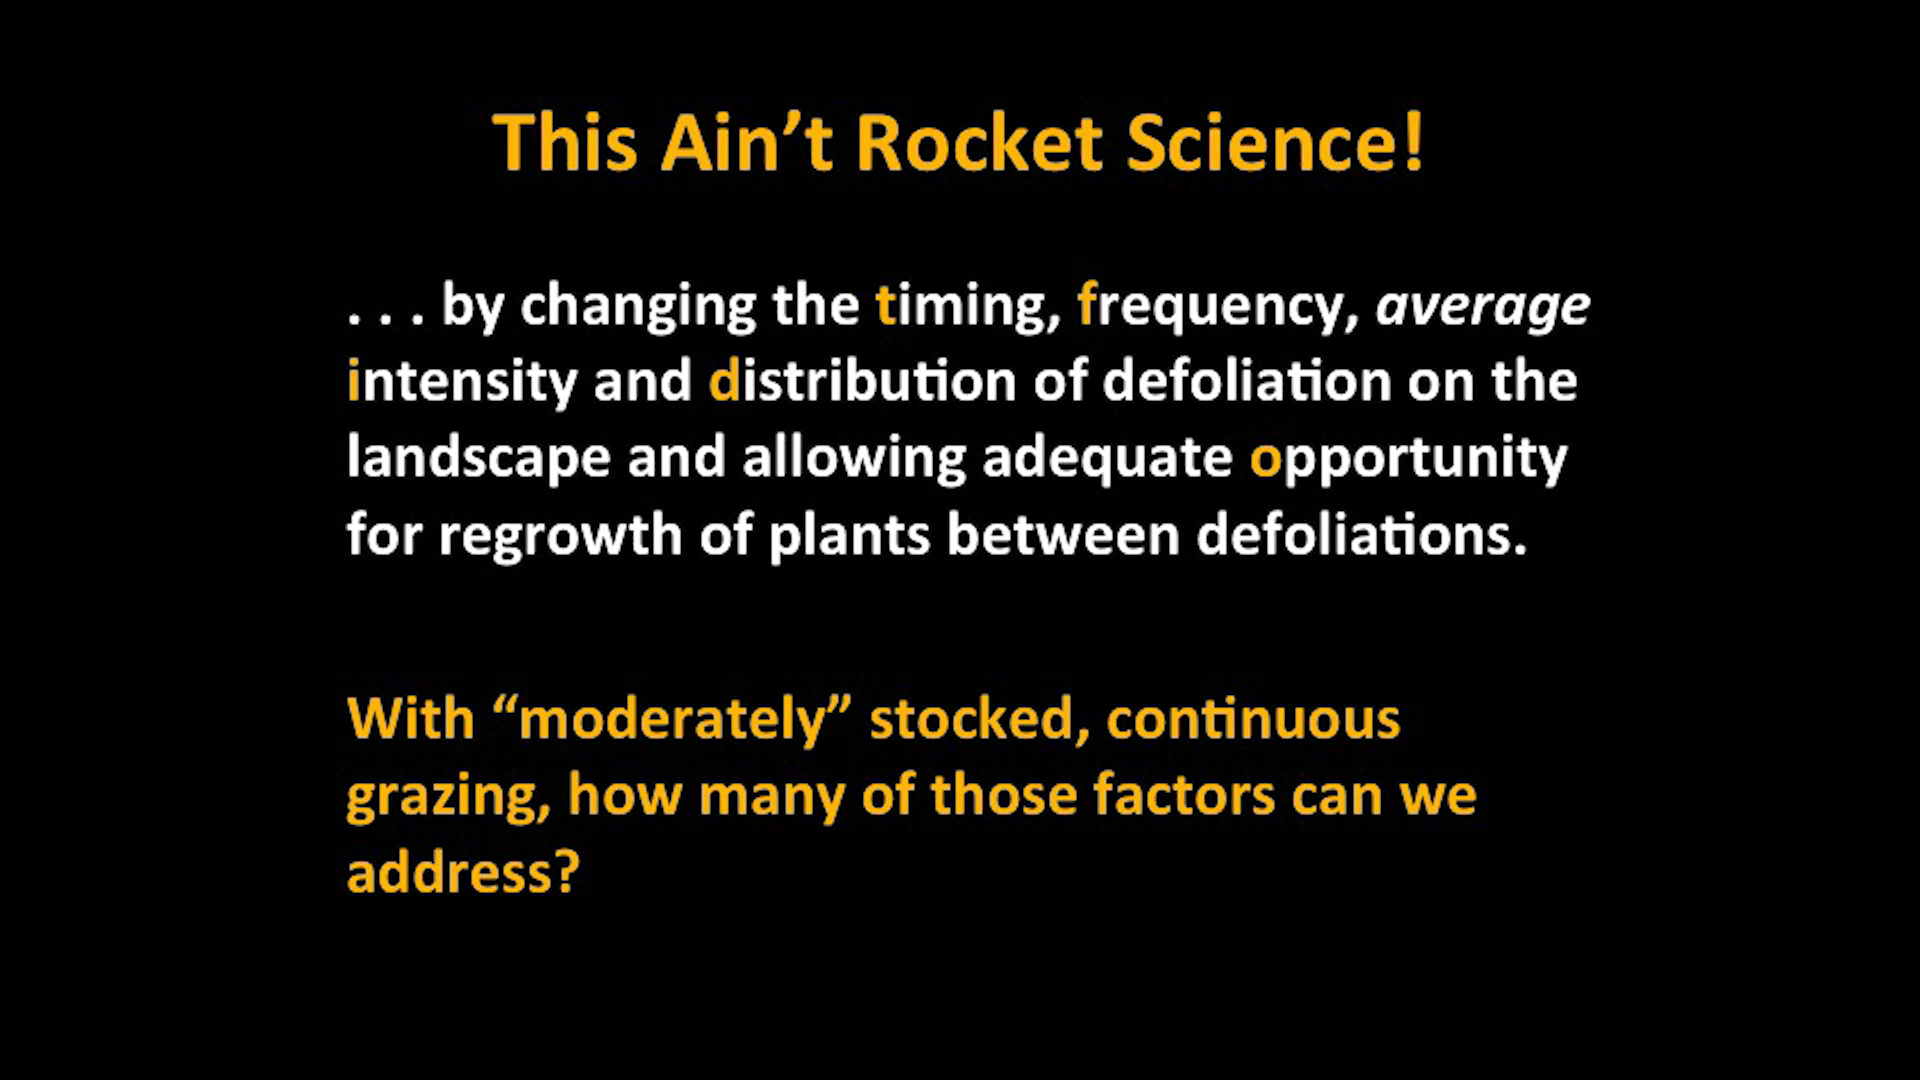 This Ain’t Rocket Science!
. . . by changing the timing, frequency, average
intensity and distribution of defoliation on the
landscape and allowing adequate opportunity
for regrowth of plants between defoliations.
With “moderately” stocked, continuous
grazing, how many of those factors can we
address?